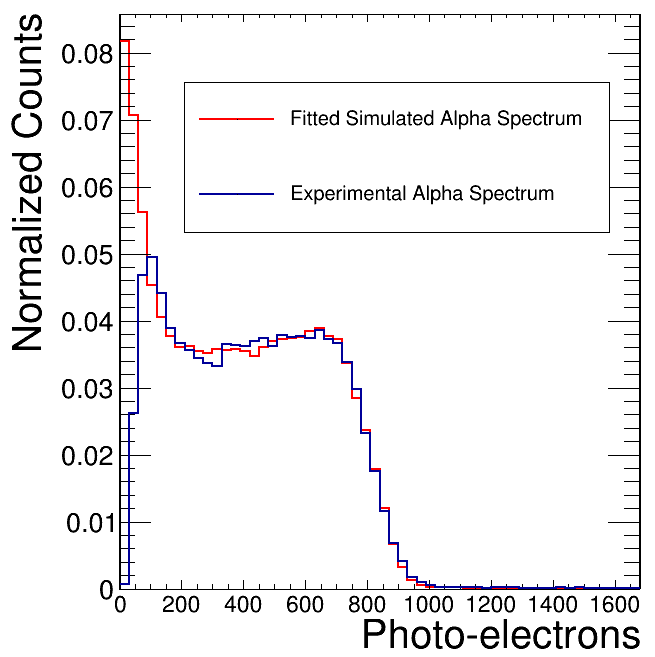 Normalized Counts
0.08
0.07
0.06
0.05
0.04
0.03
0.02
0.01
0
Fitted Simulated Alpha Spectrum
Experimental Alpha Spectrum
0 200 400 600 800 1000 1200 1400 1600
Photo-electrons